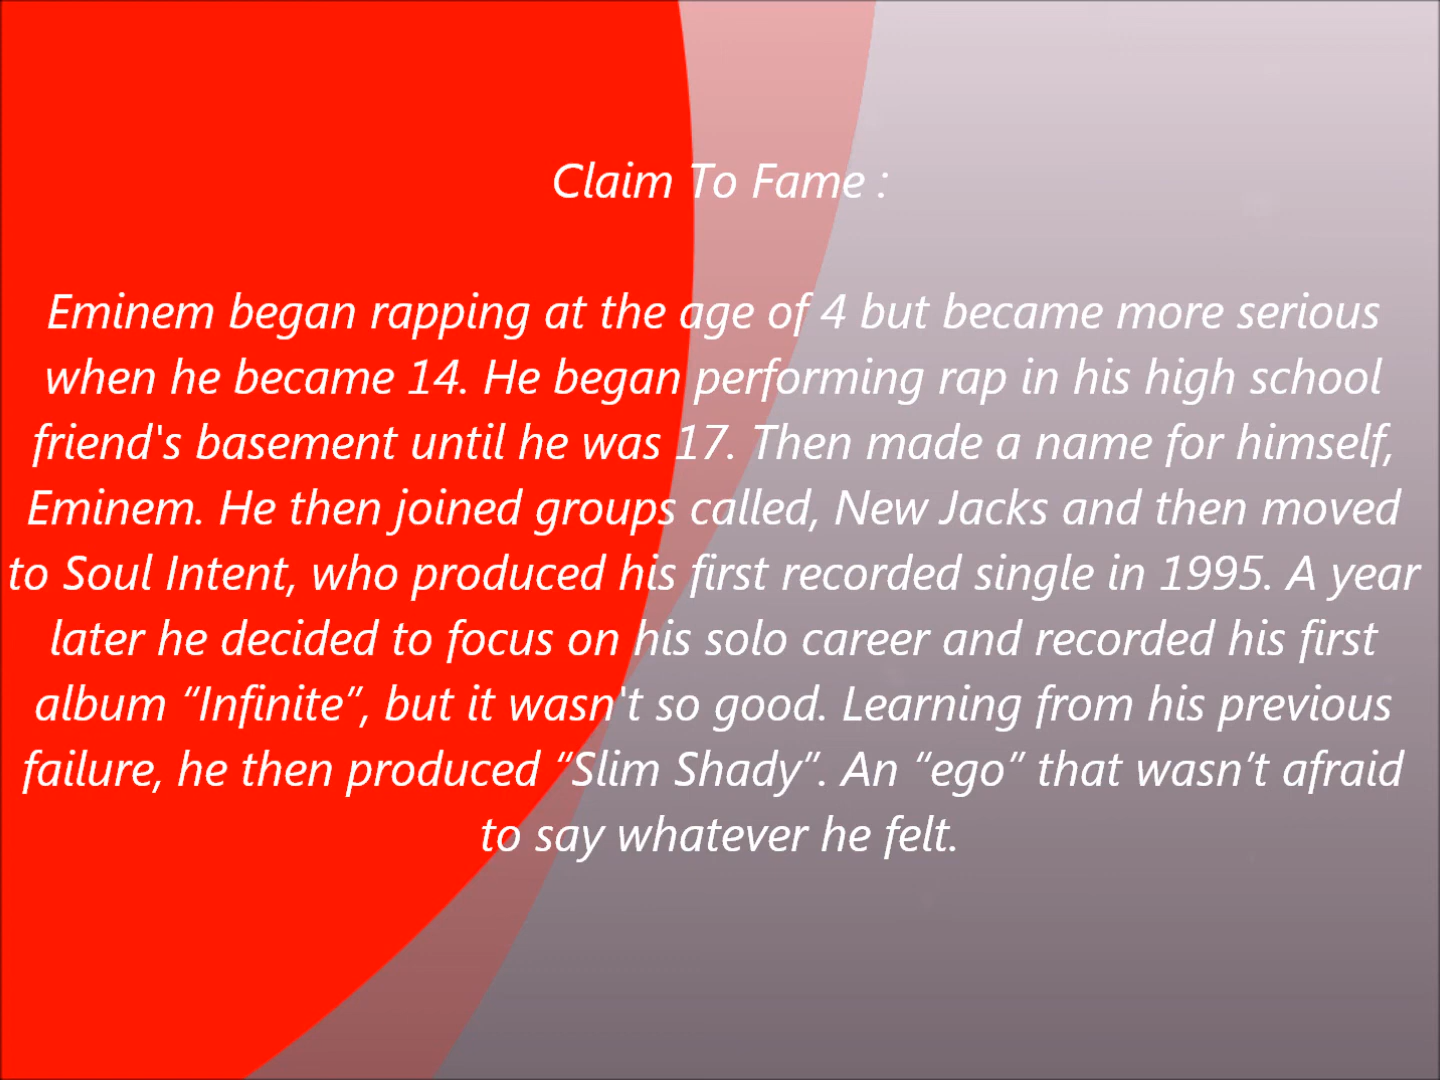 Claim To Fame :
Eminem began rapping at the age of 4 but became more serious
when he became 14. He began performing rap in his high school
friend's basement until he was 17. Then made a name for himself,
Eminem. He then joined groups called, New Jacks and then moved
to Soul Intent, who produced his first recorded single in 1995. A year
later he decided to focus on his solo career and recorded his first
album “Infinite”, but it wasn't so good. Learning from his previous
failure, he then produced “Slim Shady”. An “ego” that wasn’t afraid
to say whatever he felt.